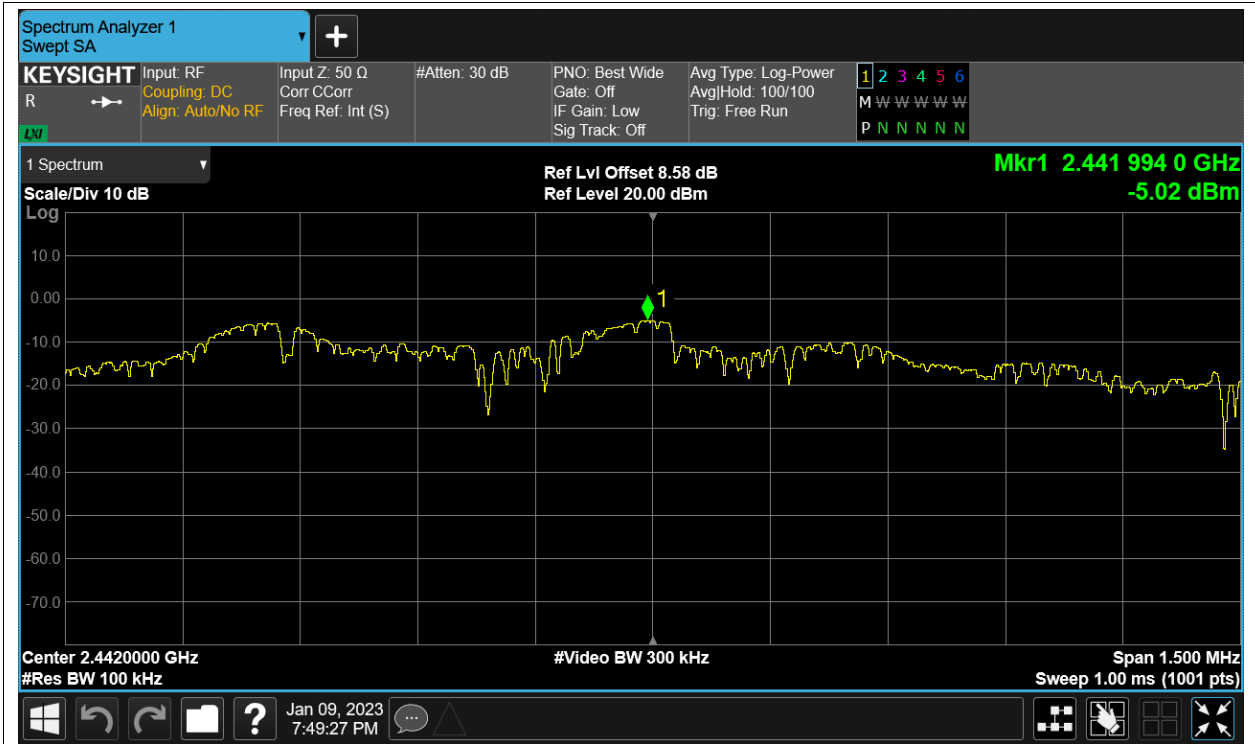 Spectrum Analyzer 1
Swept SA
KEYSIGHT
R
LXI
Input: RF
Coupling: DC
Align: Auto/No RF
Input Z: 50 Ω
Corr CCorr
Freq Ref: Int (S)
#Atten: 30 dB
PNO: Best Wide
Gate: Off
IF Gain: Low
Sig Track: Off
Avg Type: Log-Power
Avg|Hold: 100/100
Trig: Free Run
1 2 3 4 5 6
M W W W W W
P N N N N N
1 Spectrum
Scale/Div 10 dB
Log
Ref Lvl Offset 8.58 dB
Ref Level 20.00 dBm
Mkr1 2.441 994 0 GHz
-5.02 dBm
1
10.0
0.00
-10.0
-20.0
-30.0
-40.0
-50.0
-60.0
-70.0
Center 2.4420000 GHz
#Res BW 100 kHz
#Video BW 300 kHz
Span 1.500 MHz
Sweep 1.00 ms (1001 pts)
?
Jan 09, 2023
7:49:27 PM